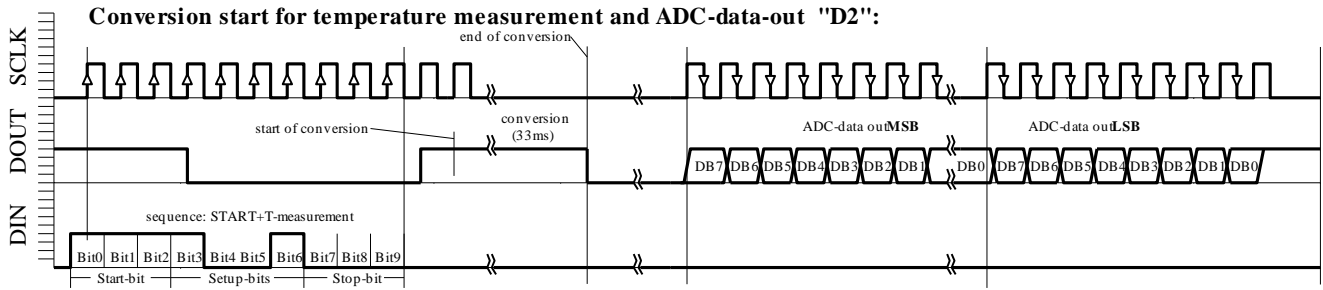 Conversion start for temperature measurement and ADC-data-out "D2":
end of conversion
SCLK
start of conversion
conversion
(33ms)
ADC-data out MSB
ADC-data out LSB
DOUT
DB7 DB6 DB5 DB4 DB3 DB2 DB1 DB0 DB7 DB6 DB5 DB4 DB3 DB2 DB1 DB0
sequence: START+T-measurement
DIN
Bit0 Bit1 Bit2 Bit3 Bit4 Bit5 Bit6 Bit7 Bit8 Bit9
Start-bit Setup-bits Stop-bit